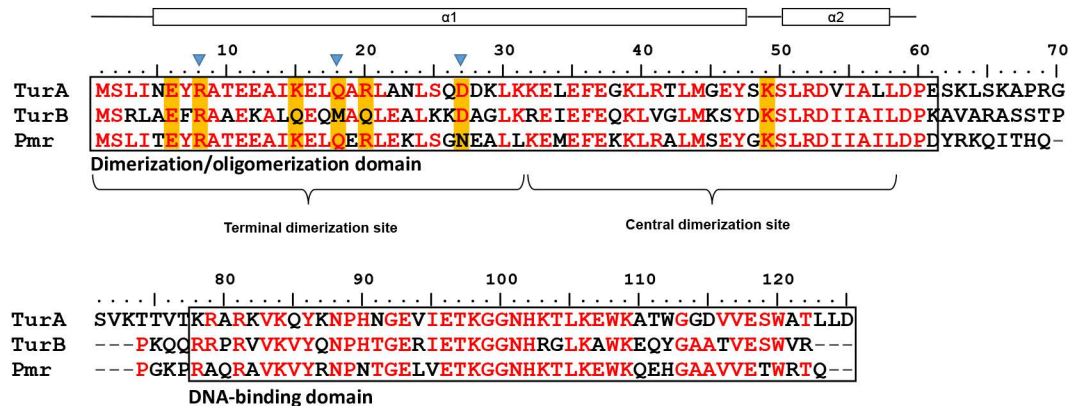 α1 α2
10 20 30 40 50 60 70
TurA MSLINEYRATEEAIKELQARLANLSQDDKLKKELEFEGKLRTLMGEYSKSLRDVIALLDPESKLSKAPRG
TurB MSRLAEFRAAEKALQEQMAQLEALKKDAGLKREIEFEQKLVGLMKSYDKSLRDIIAILDPKAVARASSTP
Pmr MSLITEYRATEEAIKELQERLEKLSGNEALLKEMEFEKKLRALMSEYGKSLRDIIAILDPDYRKQITHQ-
Dimerization/oligomerization domain
Terminal dimerization site Central dimerization site
80 90 100 110 120
TurA SVKTTVTKRARKVKQYKNPHNGEVIETKGGNHKTLKEWKATWGGDVVESWATLLD
TurB ---PKQQRRPRVVKVYQNPHTGERIETKGGNHRGLKAWKEQYGAATVESWVR---
Pmr ---PGKPRAQRAVKVYRNPNTGELVETKGGNHKTLKEWKQEHGAAVVETWRTQ--
DNA-binding domain